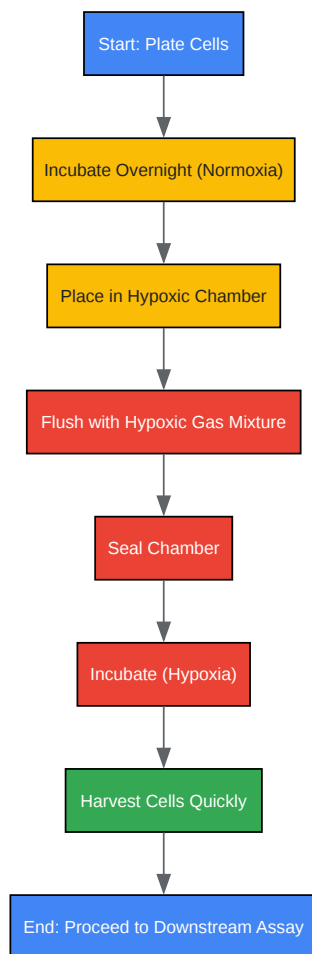 Start: Plate Cells
Incubate Overnight (Normoxia)
Place in Hypoxic Chamber
Flush with Hypoxic Gas Mixture
Seal Chamber
Incubate (Hypoxia)
Harvest Cells Quickly
End: Proceed to Downstream Assay